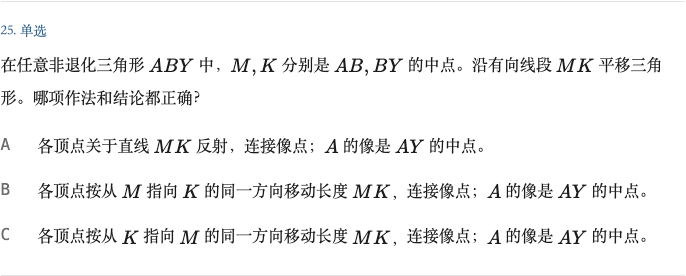 25. 单选
在任意非退化三角形 ABY 中，M, K 分别是 AB, BY 的中点。沿有向线段 MK 平移三角
形。哪项作法和结论都正确?
A 各顶点关于直线 MK 反射，连接像点；A 的像是 AY 的中点。
B 各顶点按从 M 指向 K 的同一方向移动长度 MK，连接像点；A 的像是 AY 的中点。
C 各顶点按从 K 指向 M 的同一方向移动长度 MK，连接像点；A 的像是 AY 的中点。